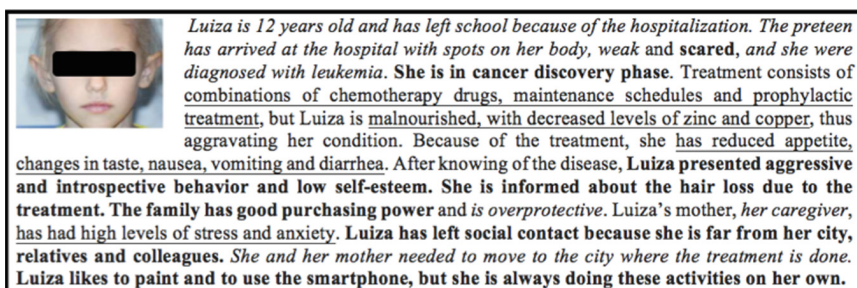 Luiza is 12 years old and has left school because of the hospitalization. The preteen
has arrived at the hospital with spots on her body, weak and scared, and she were
diagnosed with leukemia. She is in cancer discovery phase. Treatment consists of
combinations of chemotherapy drugs, maintenance schedules and prophylactic
treatment, but Luiza is malnourished, with decreased levels of zinc and copper, thus
aggravating her condition. Because of the treatment, she has reduced appetite,
changes in taste, nausea, vomiting and diarrhea. After knowing of the disease, Luiza presented aggressive
and introspective behavior and low self-esteem. She is informed about the hair loss due to the
treatment. The family has good purchasing power and is overprotective. Luiza's mother, her caregiver,
has had high levels of stress and anxiety. Luiza has left social contact because she is far from her city,
relatives and colleagues. She and her mother needed to move to the city where the treatment is done.
Luiza likes to paint and to use the smartphone, but she is always doing these activities on her own.